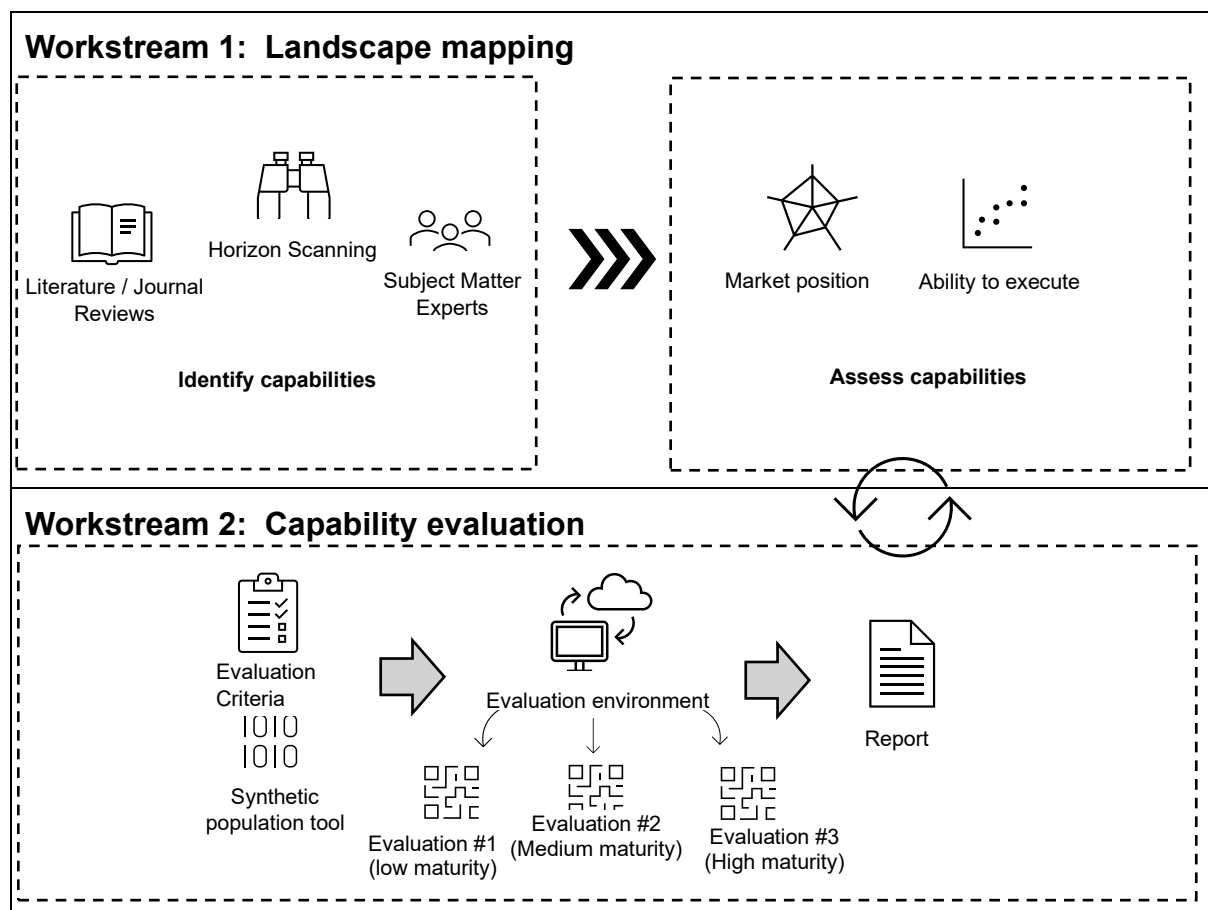 Workstream 1:  Landscape mapping
Literature / Journal
Reviews
Horizon Scanning
Subject Matter
Experts
Identify capabilities
Market position
Ability to execute
Assess capabilities
Workstream 2:  Capability evaluation
Evaluation
Criteria
1010
1010
Synthetic
population tool
Evaluation environment
Evaluation #1
(low maturity)
Evaluation #2
(Medium maturity)
Evaluation #3
(High maturity)
Report